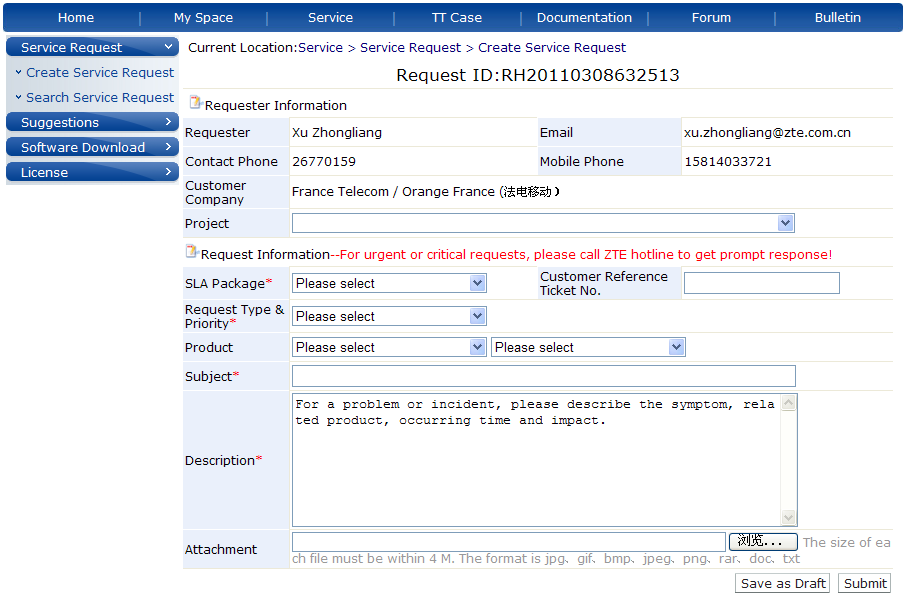 Home My Space Service TT Case Documentation Forum Bulletin
Service Request
Create Service Request
Search Service Request
Suggestions
Software Download
License
Current Location:Service > Service Request > Create Service Request
Request ID:RH20110308632513
Requester Information
Requester Xu Zhongliang Email xu.zhongliang@zte.com.cn
Contact Phone 26770159 Mobile Phone 15814033721
Customer
Company
France Telecom / Orange France (法电移动)
Project
Request Information--For urgent or critical requests, please call ZTE hotline to get prompt response!
SLA Package* Please select
Customer Reference
Ticket No.
Request Type &
Priority*
Please select
Product Please select Please select
Subject*
Description*
For a problem or incident, please describe the symptom, rela
ted product, occurring time and impact.
Attachment 浏览... The size of ea
ch file must be within 4 M. The format is jpg、gif、bmp、jpeg、png、rar、doc、txt
Save as Draft Submit